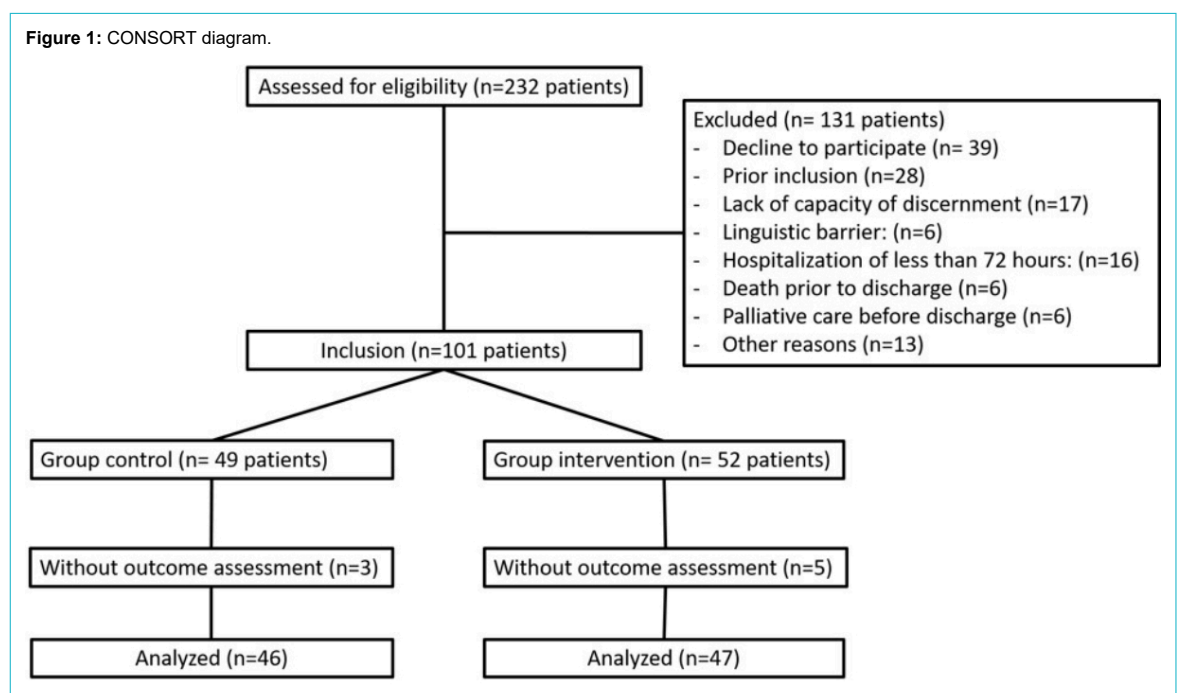 Figure 1: CONSORT diagram.
Assessed for eligibility (n=232 patients)
Excluded (n= 131 patients)
- Decline to participate (n= 39)
- Prior inclusion (n=28)
- Lack of capacity of discernment (n=17)
- Linguistic barrier: (n=6)
- Hospitalization of less than 72 hours: (n=16)
- Death prior to discharge (n=6)
- Palliative care before discharge (n=6)
- Other reasons (n=13)
Inclusion (n=101 patients)
Group control (n= 49 patients)
Group intervention (n= 52 patients)
Without outcome assessment (n=3)
Without outcome assessment (n=5)
Analyzed (n=46)
Analyzed (n=47)